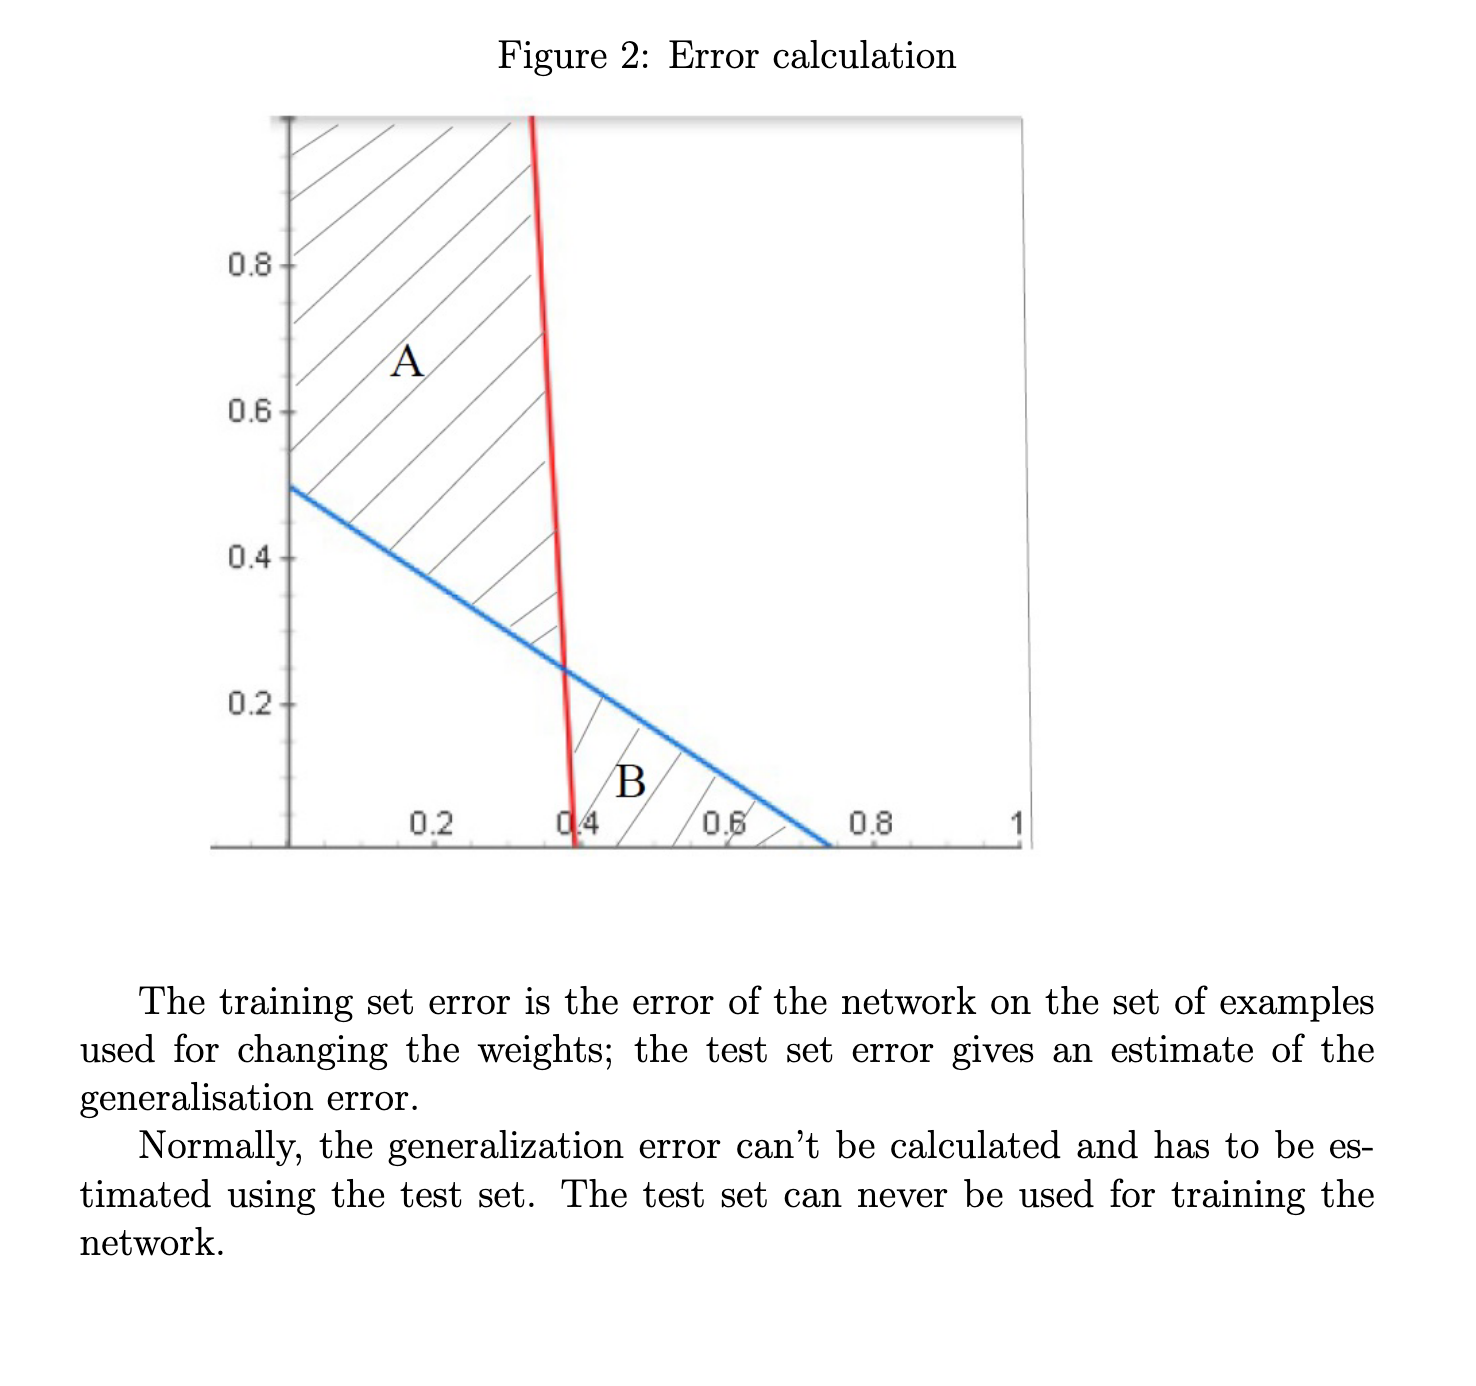 Figure 2: Error calculation
0.8
A
0.6
0.4
0.2
B
0.2 0.4 0.6 0.8 1
The training set error is the error of the network on the set of examples
used for changing the weights; the test set error gives an estimate of the
generalisation error.
Normally, the generalization error can't be calculated and has to be es-
timated using the test set. The test set can never be used for training the
network.